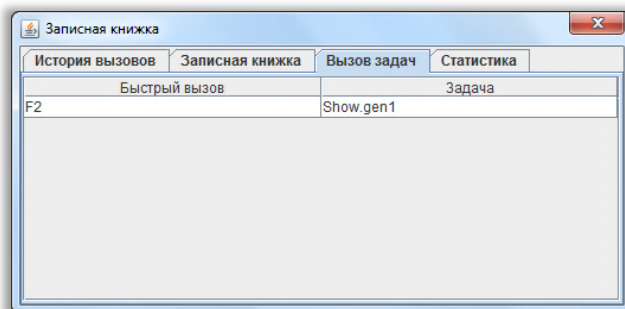 Записная книжка
История вызовов Записная книжка Вызов задач Статистика
Быстрый вызов Задача
F2 Show.gen1